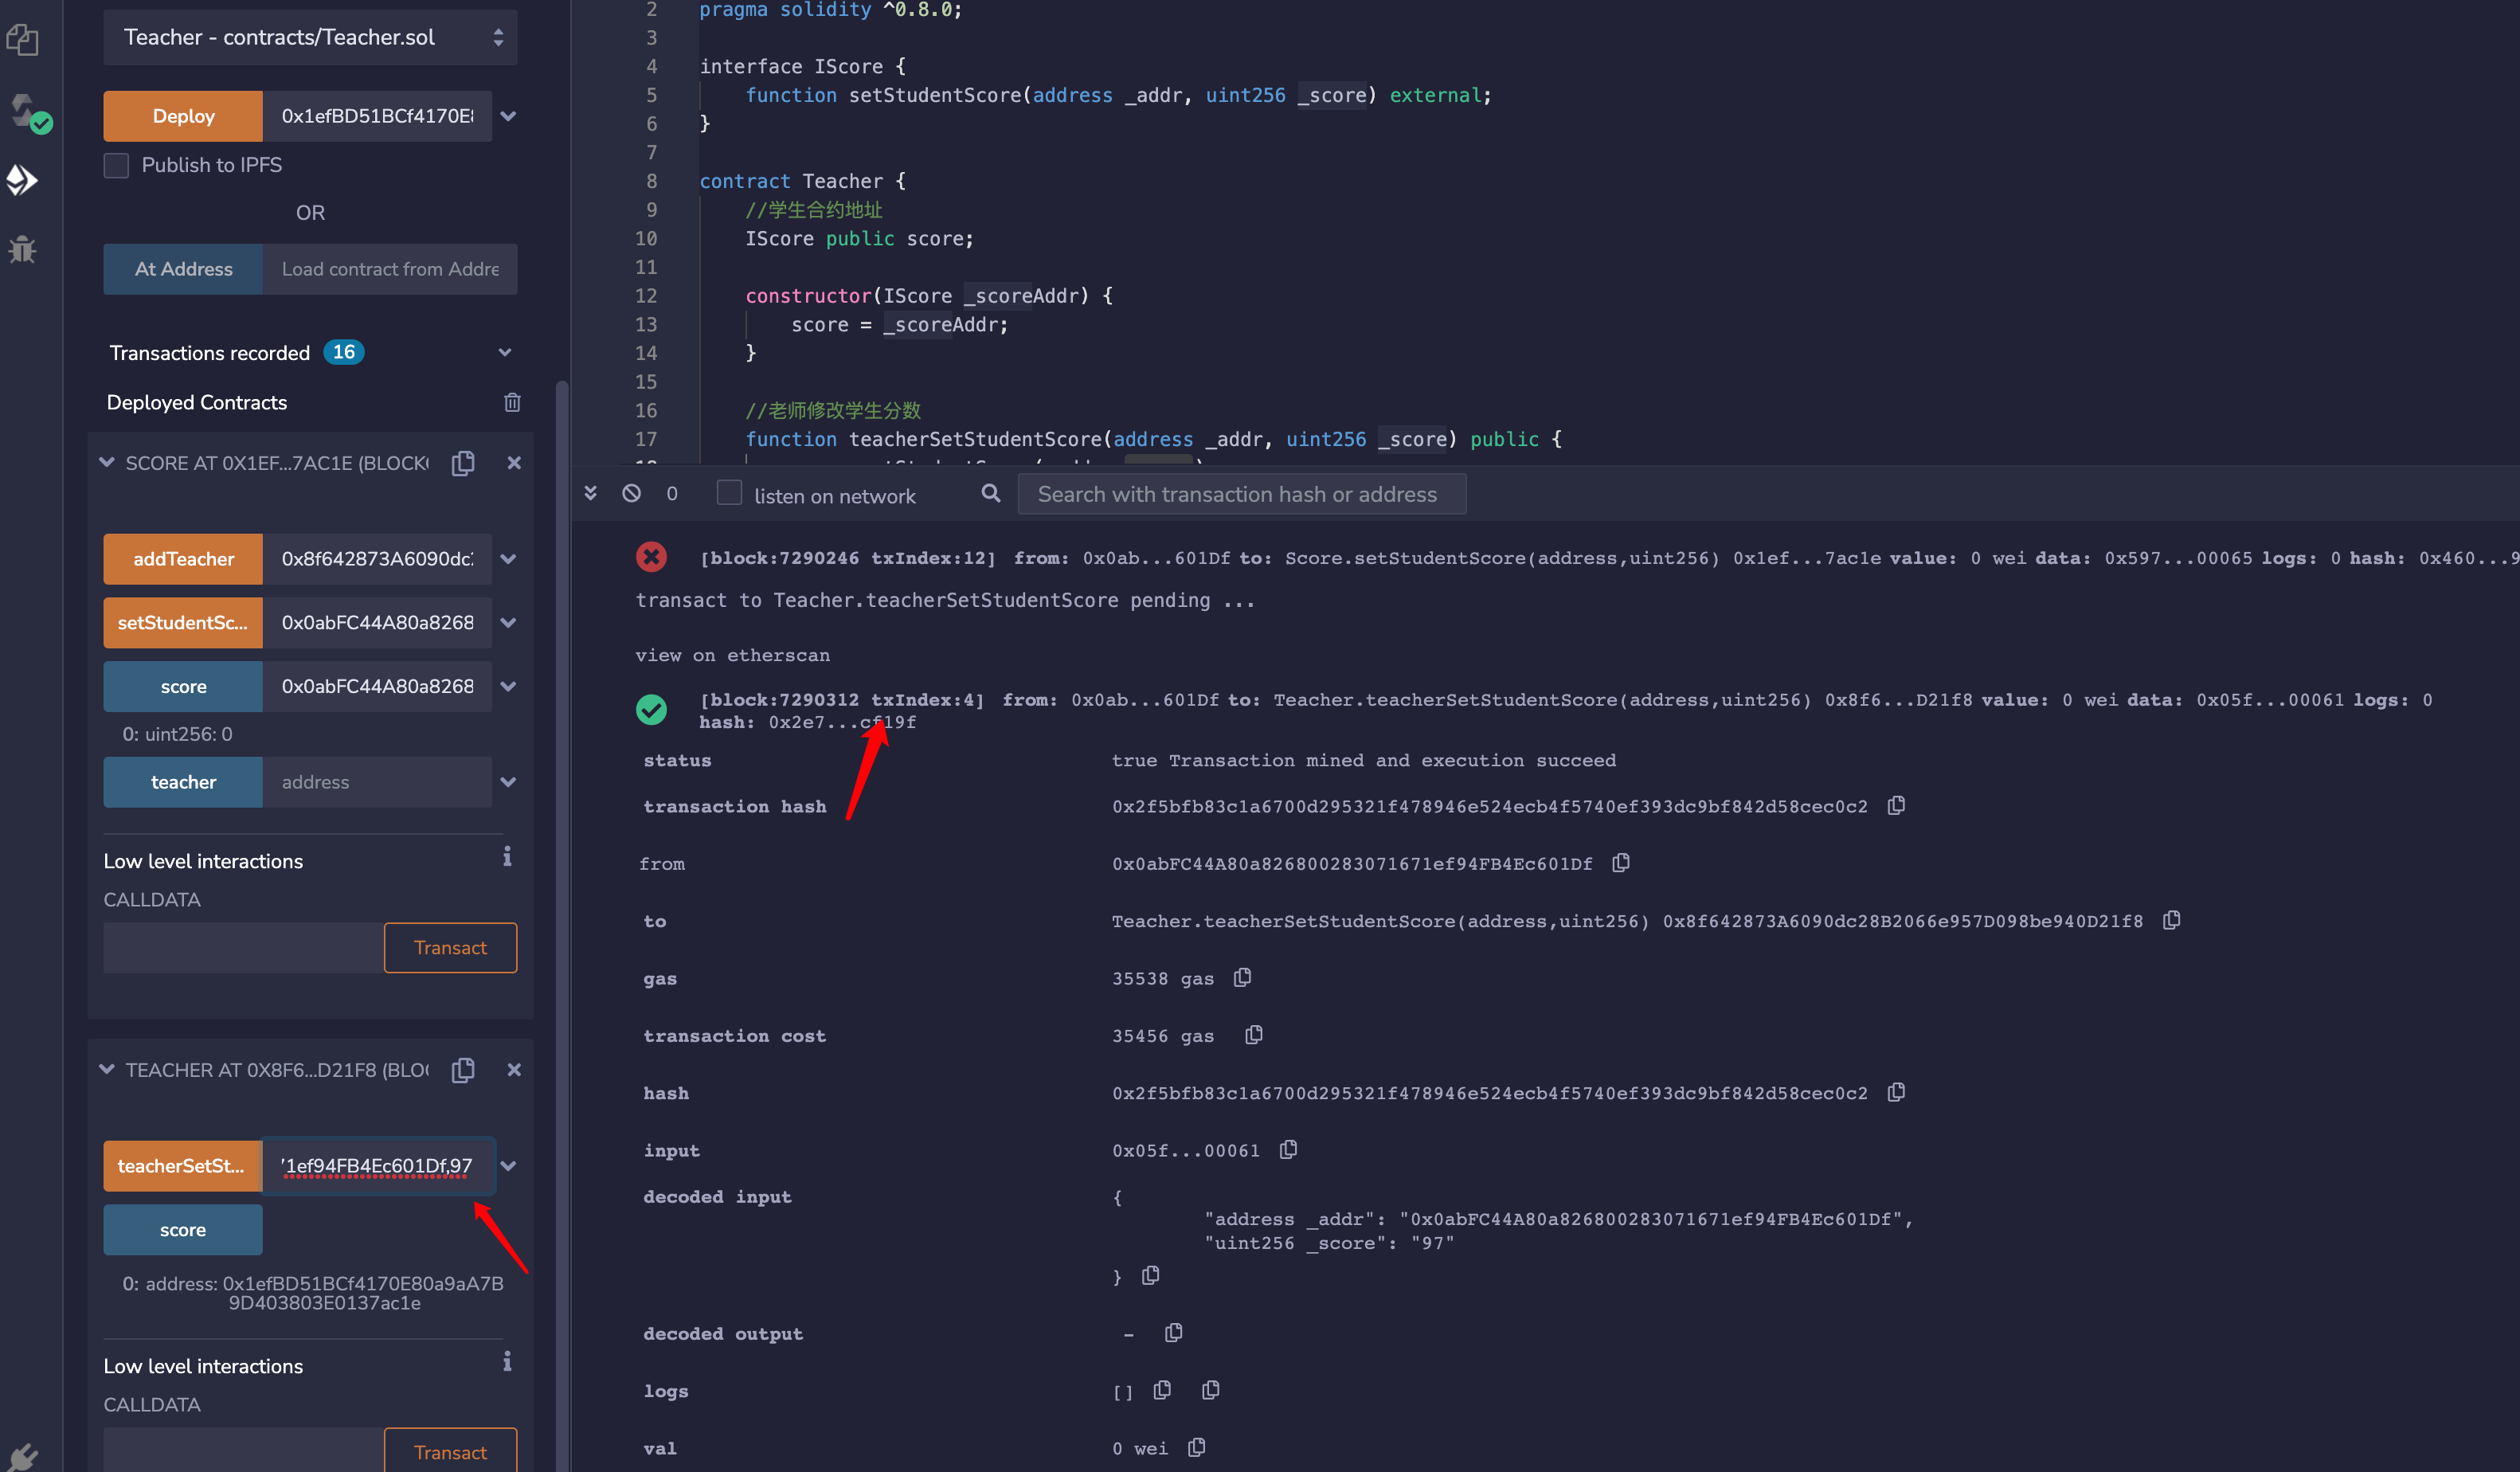 Teacher - contracts/Teacher.sol
Deploy
0x1efBD51BCf4170E8
Publish to IPFS
OR
At Address
Load contract from Addre
Transactions recorded 16
Deployed Contracts
SCORE AT 0X1EF...7AC1E (BLOCK
addTeacher
0x8f642873A6090dc
setStudentSc...
0x0abFC44A80a8268
score
0x0abFC44A80a8268
0: uint256: 0
teacher
address
Low level interactions
CALLDATA
Transact
TEACHER AT 0X8F6...D21F8 (BLO
teacherSetSt...
1ef94FB4Ec601Df,97
score
0: address: 0x1efBD51BCf4170E80a9aA7B
9D403803E0137ac1e
Low level interactions
CALLDATA
Transact
2 pragma solidity ^0.8.0;
3
4 interface IScore {
5 function setStudentScore(address _addr, uint256 _score) external;
6 }
7
8 contract Teacher {
9 //学生合约地址
10 IScore public score;
11
12 constructor(IScore _scoreAddr) {
13 score = _scoreAddr;
14 }
15
16 //老师修改学生分数
17 function teacherSetStudentScore(address _addr, uint256 _score) public {
0
listen on network
Search with transaction hash or address
[block:7290246 txIndex:12] from: 0x0ab...601Df to: Score.setStudentScore(address,uint256) 0x1ef...7ac1e value: 0 wei data: 0x597...00065 logs: 0 hash: 0x460...9
transact to Teacher.teacherSetStudentScore pending ...
view on etherscan
[block:7290312 txIndex:4] from: 0x0ab...601Df to: Teacher.teacherSetStudentScore(address,uint256) 0x8f6...D21f8 value: 0 wei data: 0x05f...00061 logs: 0
hash: 0x2e7...cf19f
status true Transaction mined and execution succeed
transaction hash 0x2f5bfb83c1a6700d295321f478946e524ecb4f5740ef393dc9bf842d58cec0c2
from 0x0abFC44A80a826800283071671ef94FB4Ec601Df
to Teacher.teacherSetStudentScore(address,uint256) 0x8f642873A6090dc28B2066e957D098be940D21f8
gas 35538 gas
transaction cost 35456 gas
hash 0x2f5bfb83c1a6700d295321f478946e524ecb4f5740ef393dc9bf842d58cec0c2
input 0x05f...00061
decoded input {
"address _addr": "0x0abFC44A80a826800283071671ef94FB4Ec601Df",
"uint256 _score": "97"
}
decoded output -
logs []
val 0 wei